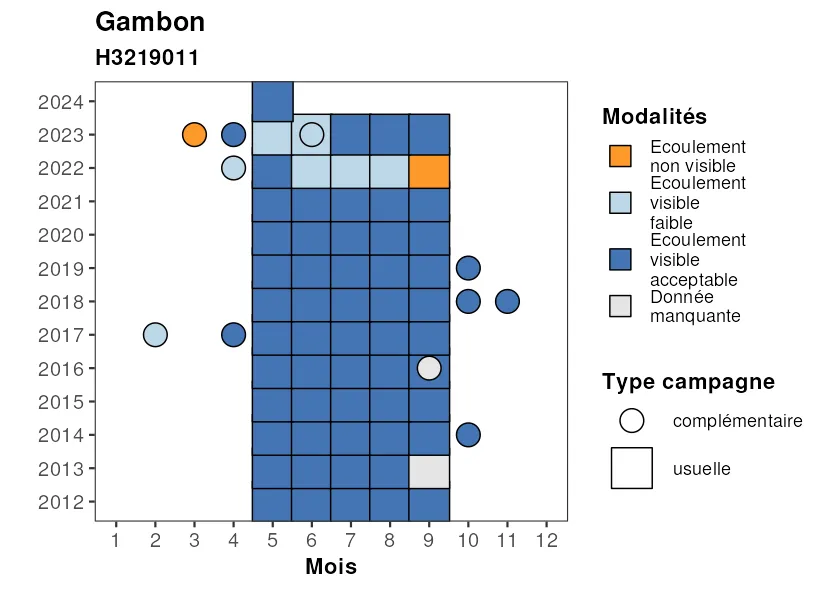 Gambon
H3219011
2024
2023
2022
2021
2020
2019
2018
2017
2016
2015
2014
2013
2012
1 2 3 4 5 6 7 8 9 10 11 12
Mois
Modalités
Ecoulement
non visible
Ecoulement
visible
faible
Ecoulement
visible
acceptable
Donnée
manquante
Type campagne
complémentaire
usuelle